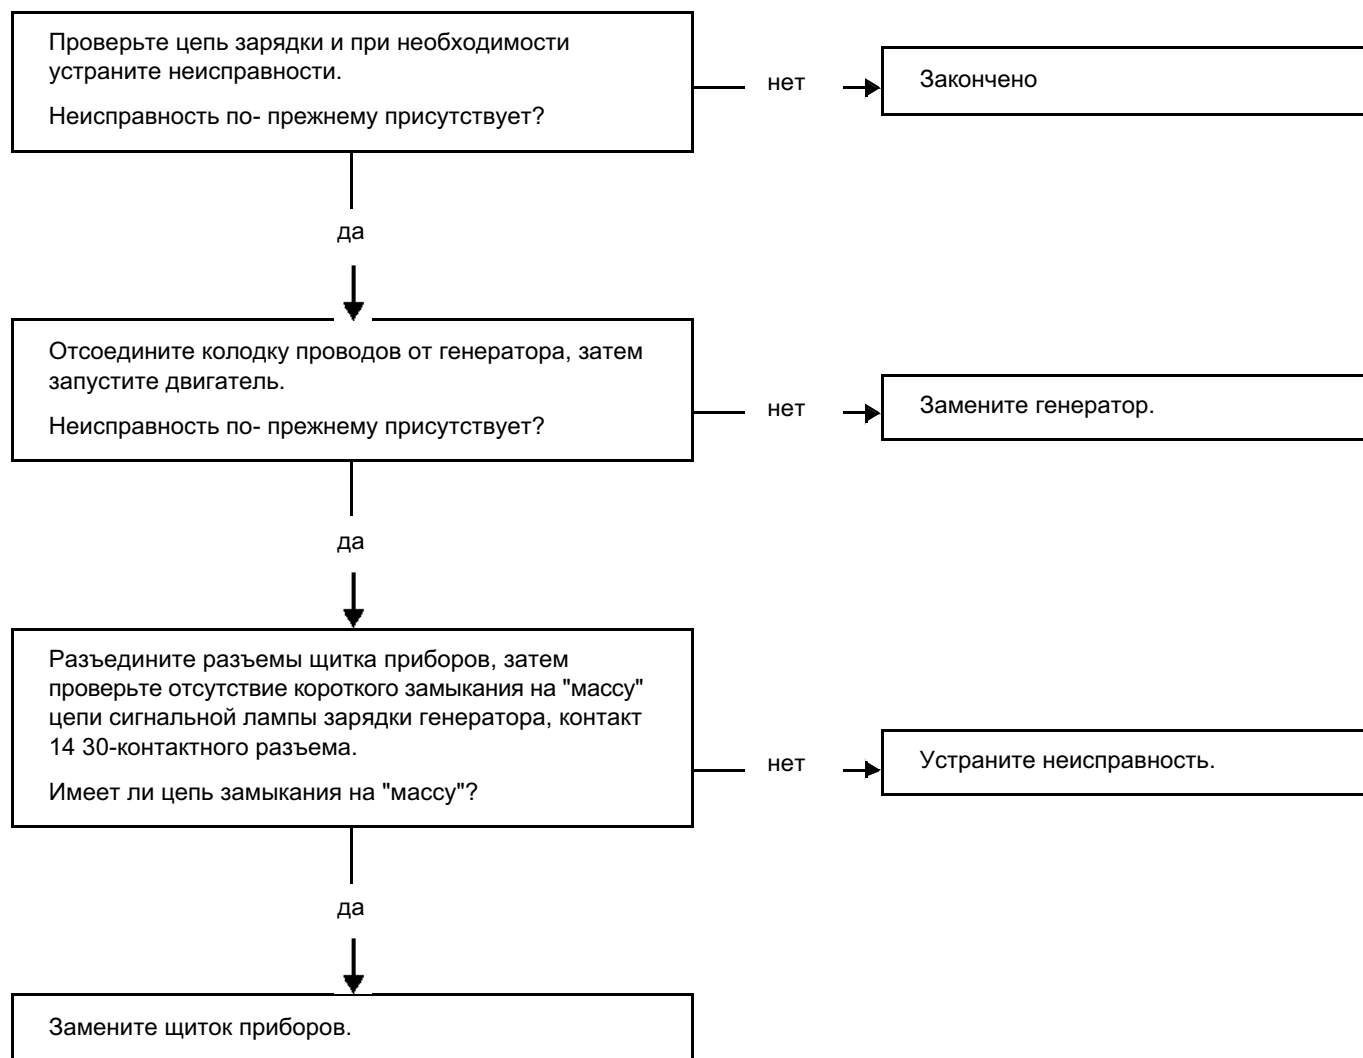 Проверьте цепь зарядки и при необходимости
устраните неисправности.
Неисправность по- прежнему присутствует?
нет
Закончено
да
Отсоедините колодку проводов от генератора, затем
запустите двигатель.
Неисправность по- прежнему присутствует?
нет
Замените генератор.
да
Разъедините разъемы щитка приборов, затем
проверьте отсутствие короткого замыкания на "массу"
цепи сигнальной лампы зарядки генератора, контакт
14 30-контактного разъема.
Имеет ли цепь замыкания на "массу"?
нет
Устраните неисправность.
да
Замените щиток приборов.